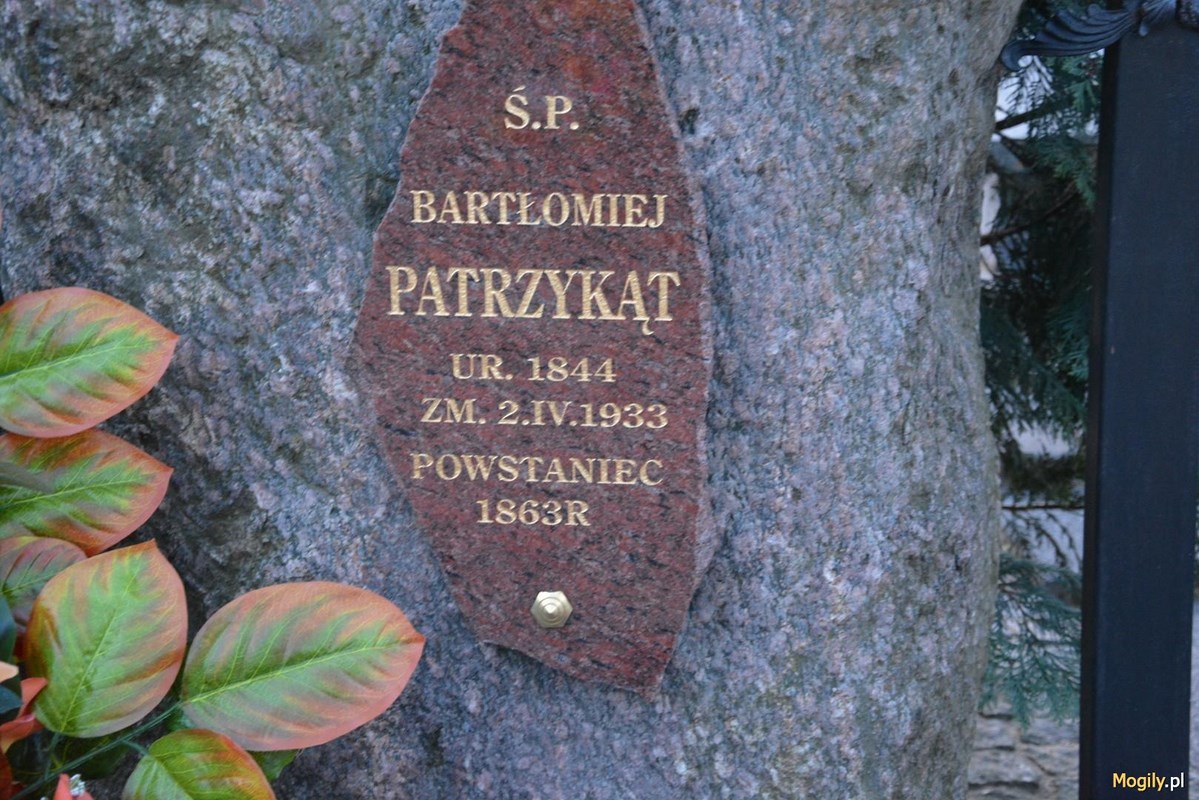 Ś.P.
BARTŁOMIEJ
PATRZYKĄT
UR. 1844
ZM. 2.IV.1933
POWSTANIEC
1863R
Mogily.pl